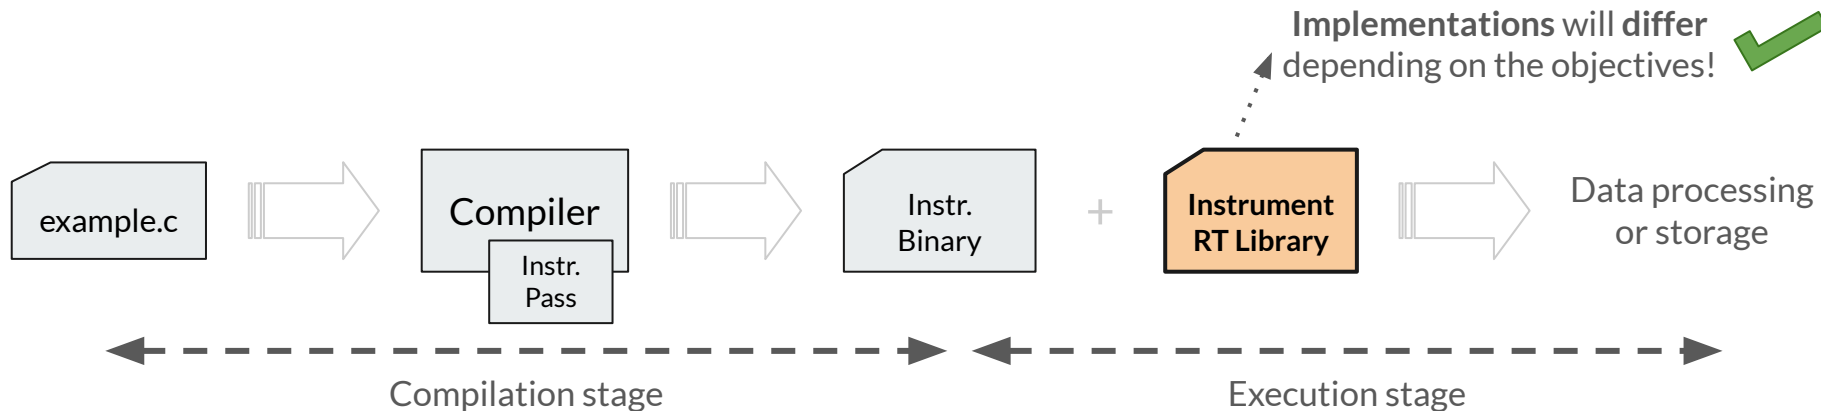 Implementations will differ
depending on the objectives!
example.c
Compiler
Instr.
Pass
Instr.
Binary
+
Instrument
RT Library
Data processing
or storage
Compilation stage
Execution stage